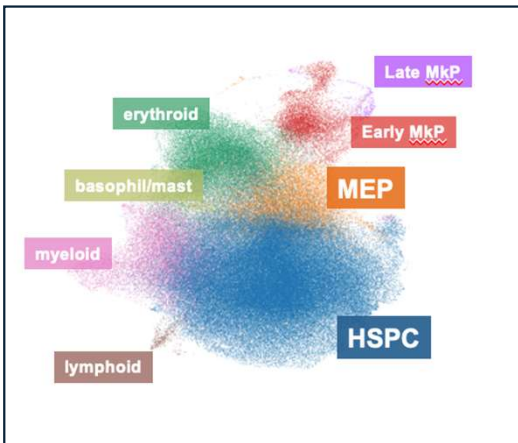 Late MkP
erythroid
Early MkP
basophil/mast
MEP
myeloid
HSPC
lymphoid